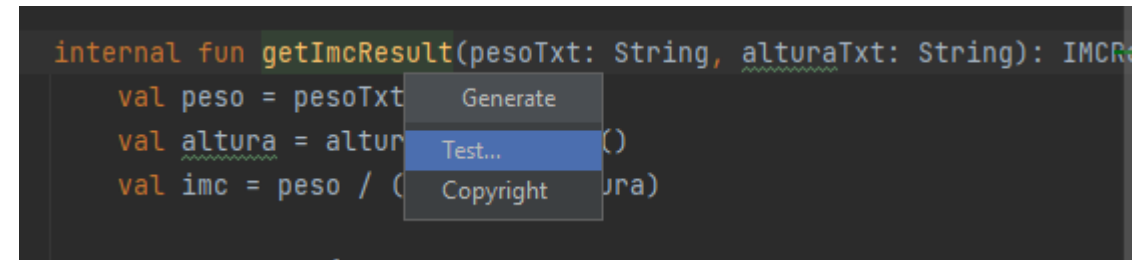 internal fun getImcResult(pesoTxt: String, alturaTxt: String): IMCRe
val peso = pesoTxt
Generate
val altura = altur
Test...
()
val imc = peso / (
Copyright
ura)